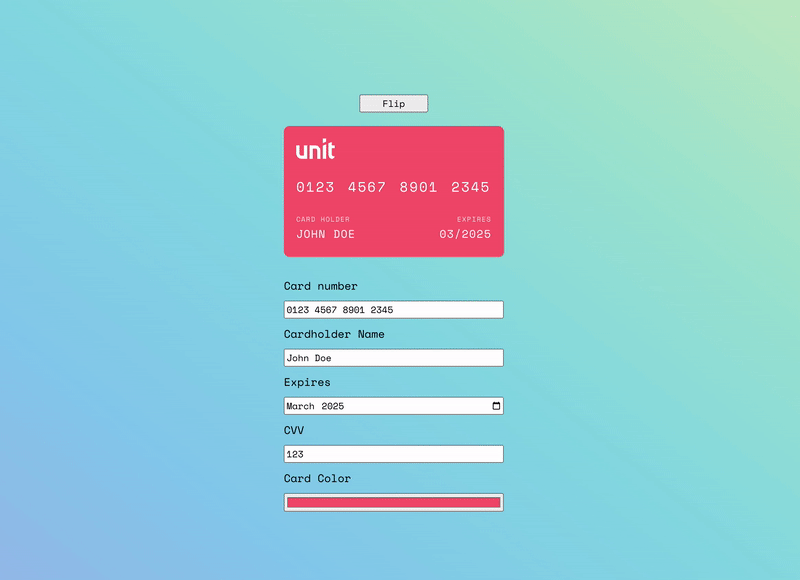 Flip
unit
0123 4567 8901 2345
CARD HOLDER EXPIRES
JOHN DOE 03/2025
Card number
0123 4567 8901 2345
Cardholder Name
John Doe
Expires
March 2025
CVV
123
Card Color